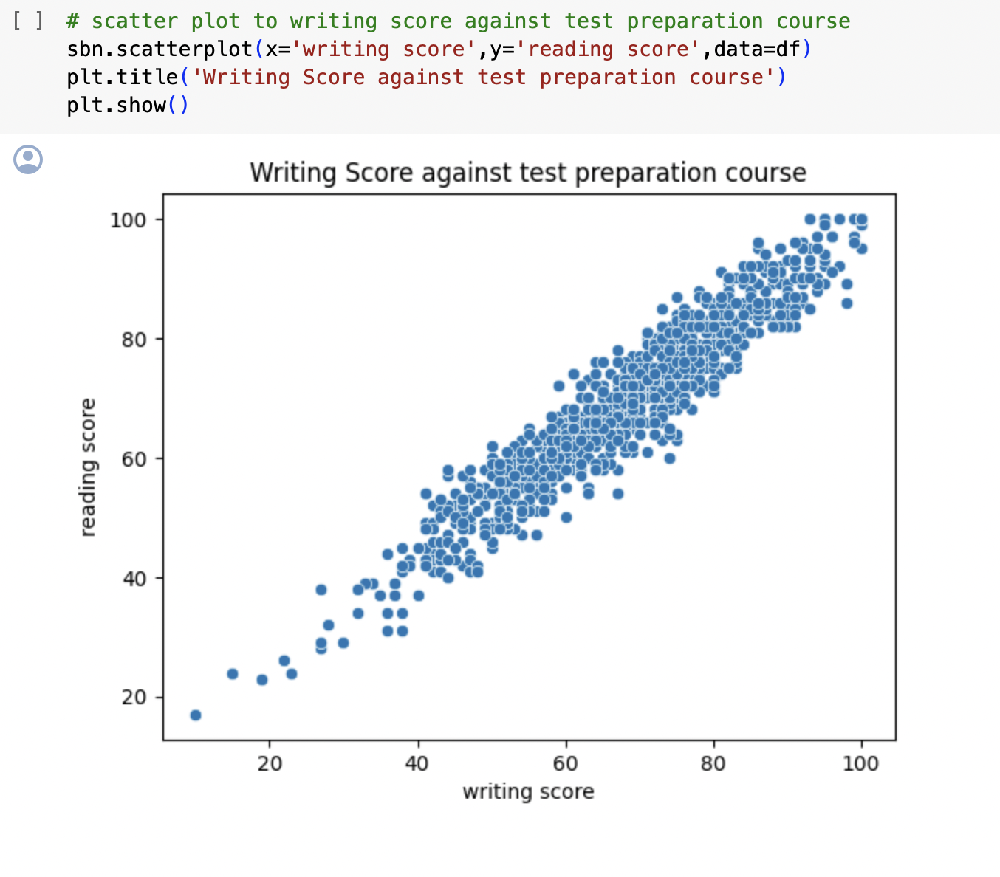 [ ] # scatter plot to writing score against test preparation course
sbn.scatterplot(x='writing score',y='reading score',data=df)
plt.title('Writing Score against test preparation course')
plt.show()
Writing Score against test preparation course
100
80
60
40
20
reading score
20 40 60 80 100
writing score